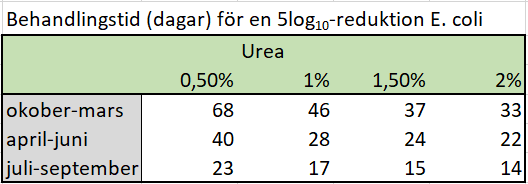 Behandlingstid (dagar) för en 5log₁₀-reduktion E. coli
Urea
0,50% 1% 1,50% 2%
okober-mars 68 46 37 33
april-juni 40 28 24 22
juli-september 23 17 15 14